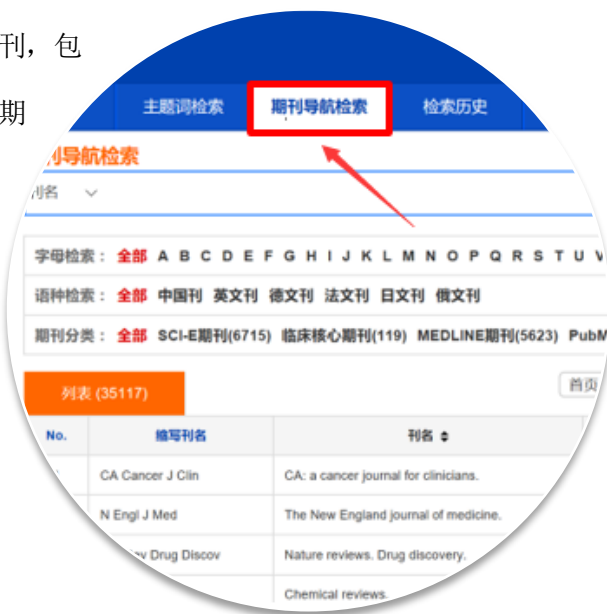 刊，包
期
主题词检索 期刊导航检索 检索历史
刊导航检索
刊名
字母检索： 全部 A B C D E F G H I J K L M N O P Q R S T U V
语种检索： 全部 中国刊 英文刊 德文刊 法文刊 日文刊 俄文刊
期刊分类： 全部 SCI-E期刊(6715) 临床核心期刊(119) MEDLINE期刊(5623) PubM
列表 (35117) 首页
No. 缩写刊名 刊名
CA Cancer J Clin CA: a cancer journal for clinicians.
N Engl J Med The New England journal of medicine.
Drug Discov Nature reviews. Drug discovery.
Chemical reviews.